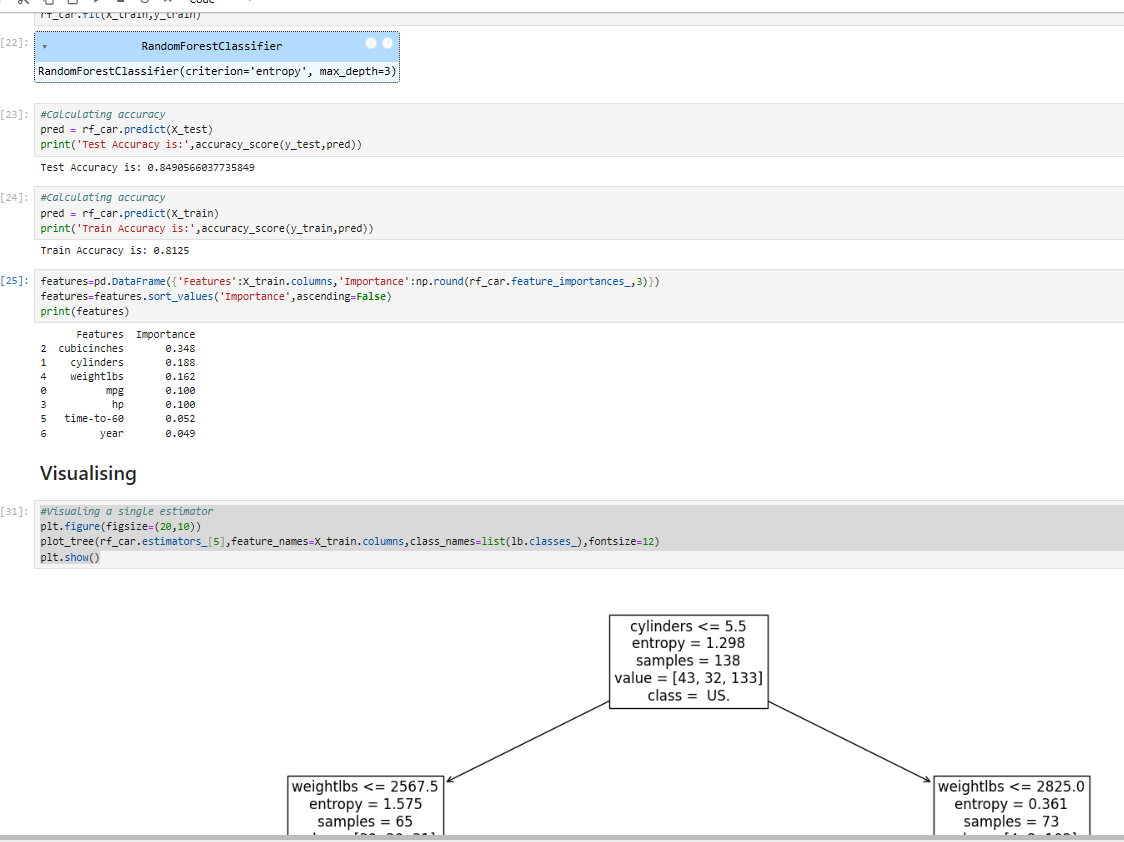 Code
rf_car.fit(X_train,y_train)
[22]:
RandomForestClassifier
RandomForestClassifier(criterion='entropy', max_depth=3)
[23]:
#Calculating accuracy
pred = rf_car.predict(X_test)
print('Test Accuracy is:',accuracy_score(y_test,pred))
Test Accuracy is: 0.8490566037735849
[24]:
#Calculating accuracy
pred = rf_car.predict(X_train)
print('Train Accuracy is:',accuracy_score(y_train,pred))
Train Accuracy is: 0.8125
[25]:
features=pd.DataFrame({'Features':X_train.columns,'Importance':np.round(rf_car.feature_importances_,3)})
features=features.sort_values('Importance',ascending=False)
print(features)
Features Importance
2 cubicinches 0.348
1 cylinders 0.188
4 weightlbs 0.162
0 mpg 0.100
3 hp 0.100
5 time-to-60 0.052
6 year 0.049
Visualising
[31]:
#Visualing a single estimator
plt.figure(figsize=(20,10))
plot_tree(rf_car.estimators_[5],feature_names=X_train.columns,class_names=list(lb.classes_),fontsize=12)
plt.show()
cylinders <= 5.5
entropy = 1.298
samples = 138
value = [43, 32, 133]
class = US.
weightlbs <= 2567.5
entropy = 1.575
samples = 65
weightlbs <= 2825.0
entropy = 0.361
samples = 73